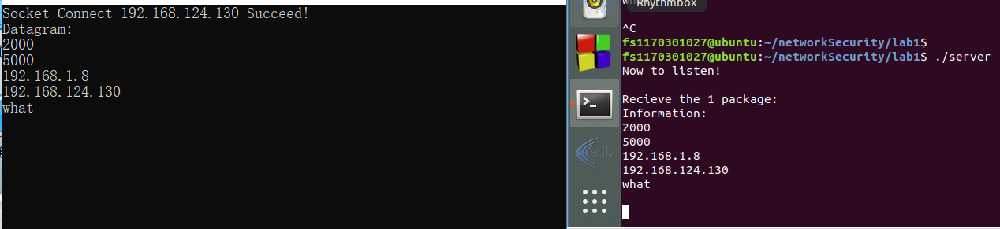 Socket Connect 192.168.124.130 Succeed!
Datagram:
2000
5000
192.168.1.8
192.168.124.130
what
Rhythmbox
^C
fs1170301027@ubuntu:~/networkSecurity/lab1$
fs1170301027@ubuntu:~/networkSecurity/lab1$ ./server
Now to listen!
Recieve the 1 package:
Information:
2000
5000
192.168.1.8
192.168.124.130
what
>_
edb